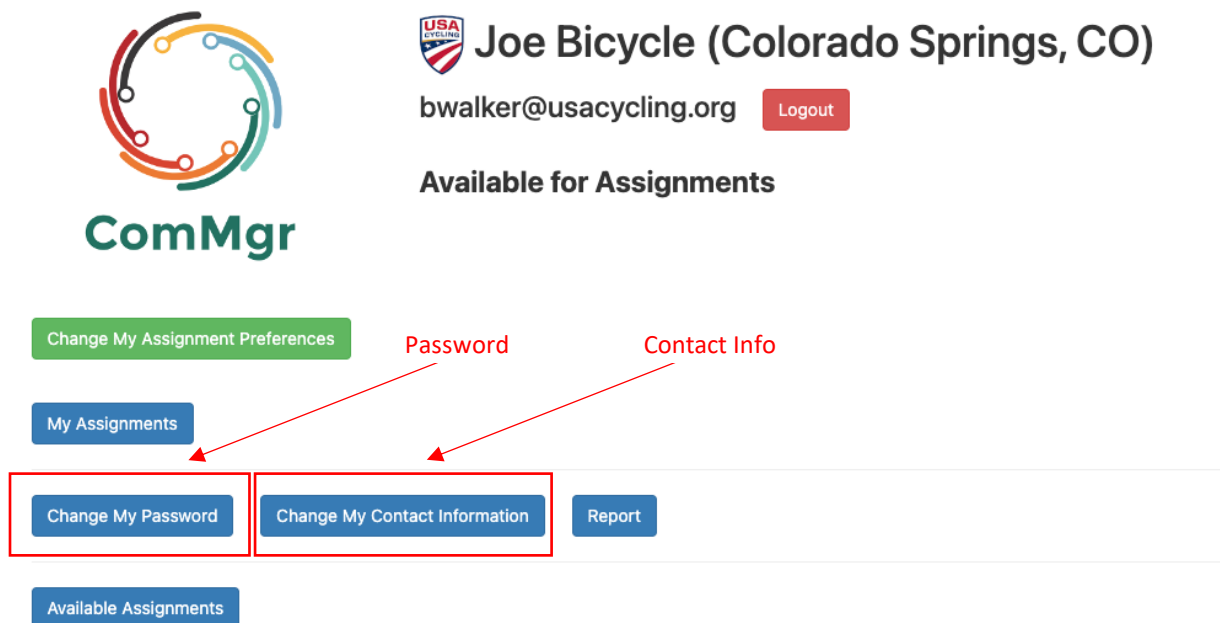 USA
CYCLING
Joe Bicycle (Colorado Springs, CO)
bwalker@usacycling.org Logout
Available for Assignments
ComMgr
Change My Assignment Preferences
Password Contact Info
My Assignments
Change My Password Change My Contact Information Report
Available Assignments